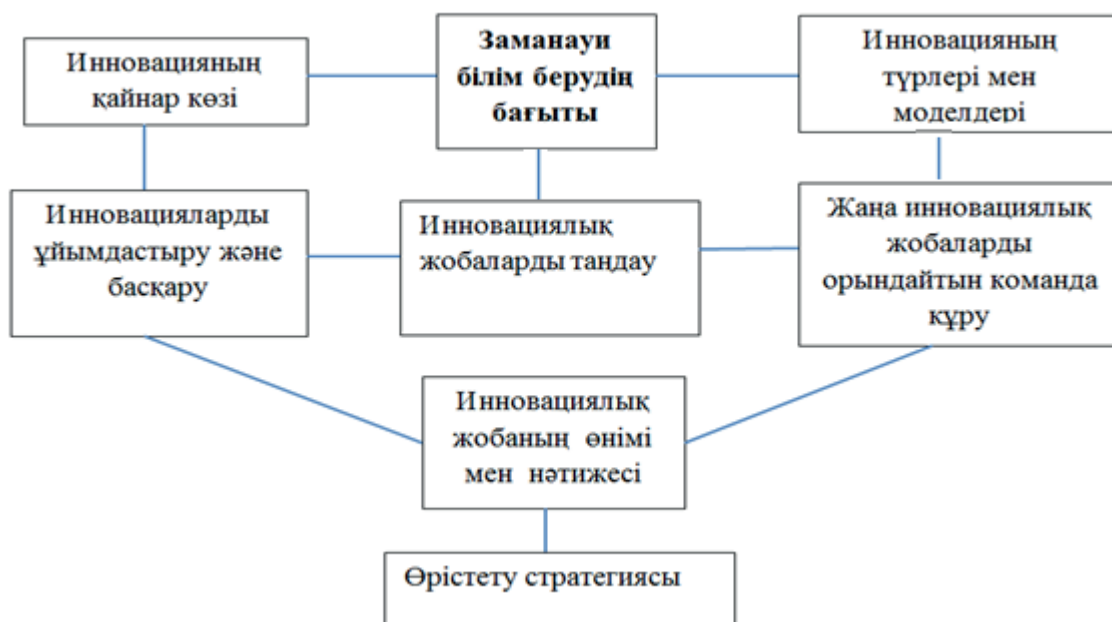 Инновацияның
қайнар көзі
Заманауи
білім берудің
бағыты
Инновацияның
түрлері мен
моделдері
Инновацияларды
ұйымдастыру және
басқару
Инновациялық
жобаларды таңдау
Жаңа инновациялық
жобаларды
орындайтын команда
құру
Инновациялық
жобаның өнімі
мен нәтижесі
Өрістету стратегиясы